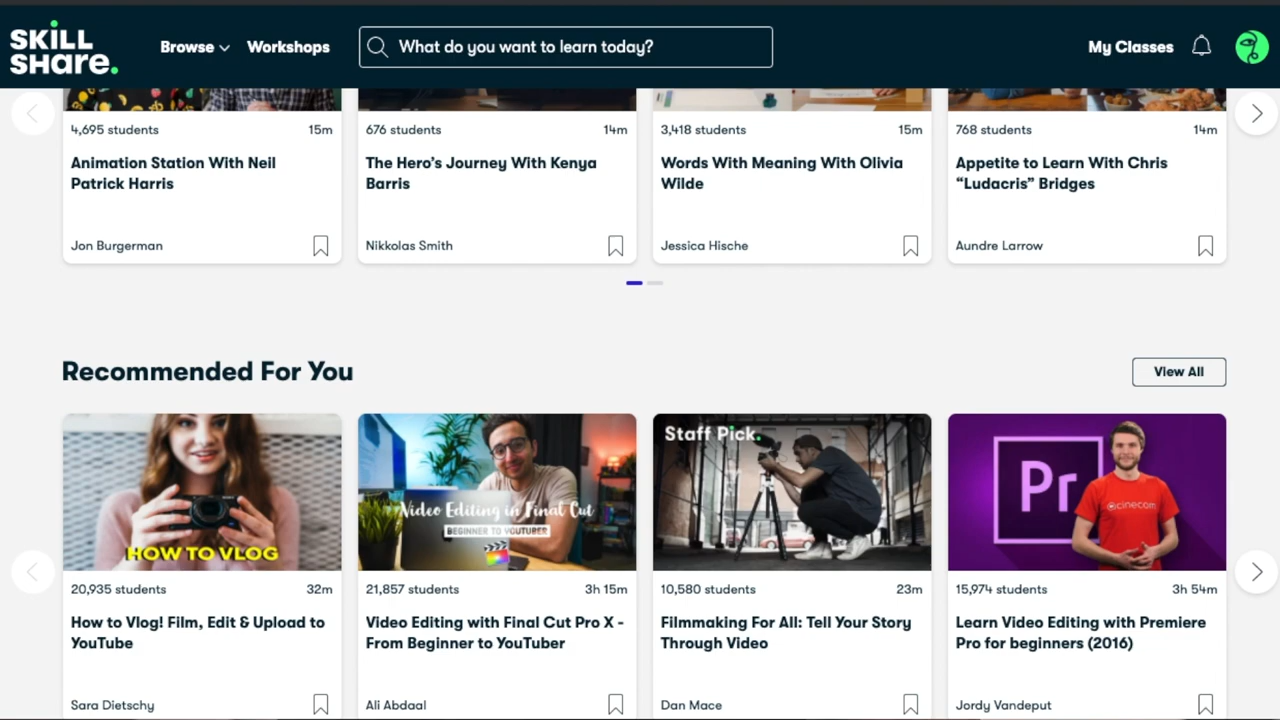 SKILL
SHare.
Browse
Workshops
What do you want to learn today?
My Classes
4,695 students
15m
Animation Station With Neil
Patrick Harris
Jon Burgerman
676 students
14m
The Hero's Journey With Kenya
Barris
Nikkolas Smith
3,418 students
15m
Words With Meaning With Olivia
Wilde
Jessica Hische
768 students
14m
Appetite to Learn With Chris
“Ludacris” Bridges
Aundre Larrow
Recommended For You
View All
HOW TO VLOG
20,935 students
32m
How to Vlog! Film, Edit & Upload to
YouTube
Sara Dietschy
Video Editing in Final Cut
BEGINNER TO YOUTUBER
21,857 students
3h 15m
Video Editing with Final Cut Pro X -
From Beginner to YouTuber
Ali Abdaal
Staff Pick.
10,580 students
23m
Filmmaking For All: Tell Your Story
Through Video
Dan Mace
Pr
cinecom
15,974 students
3h 54m
Learn Video Editing with Premiere
Pro for beginners (2016)
Jordy Vandeput